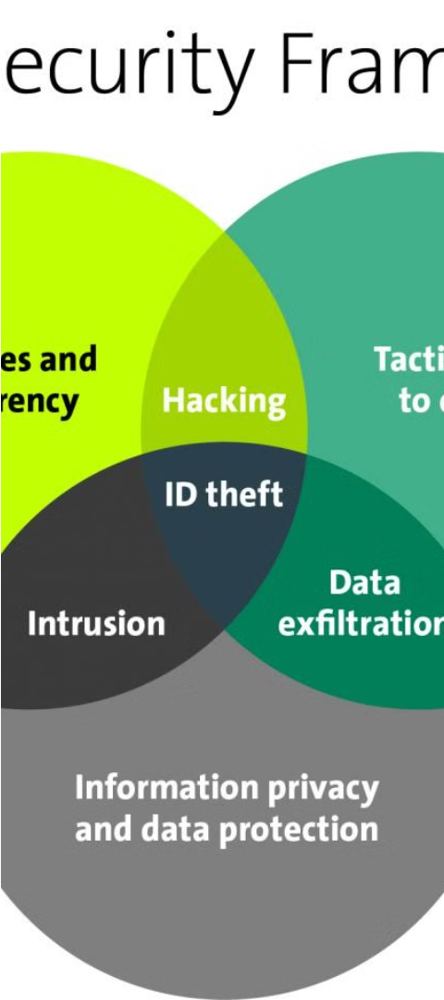 ecurity Fram
es and
rency
Hacking
Tacti
to
ID theft
Data
exfiltration
Intrusion
Information privacy
and data protection